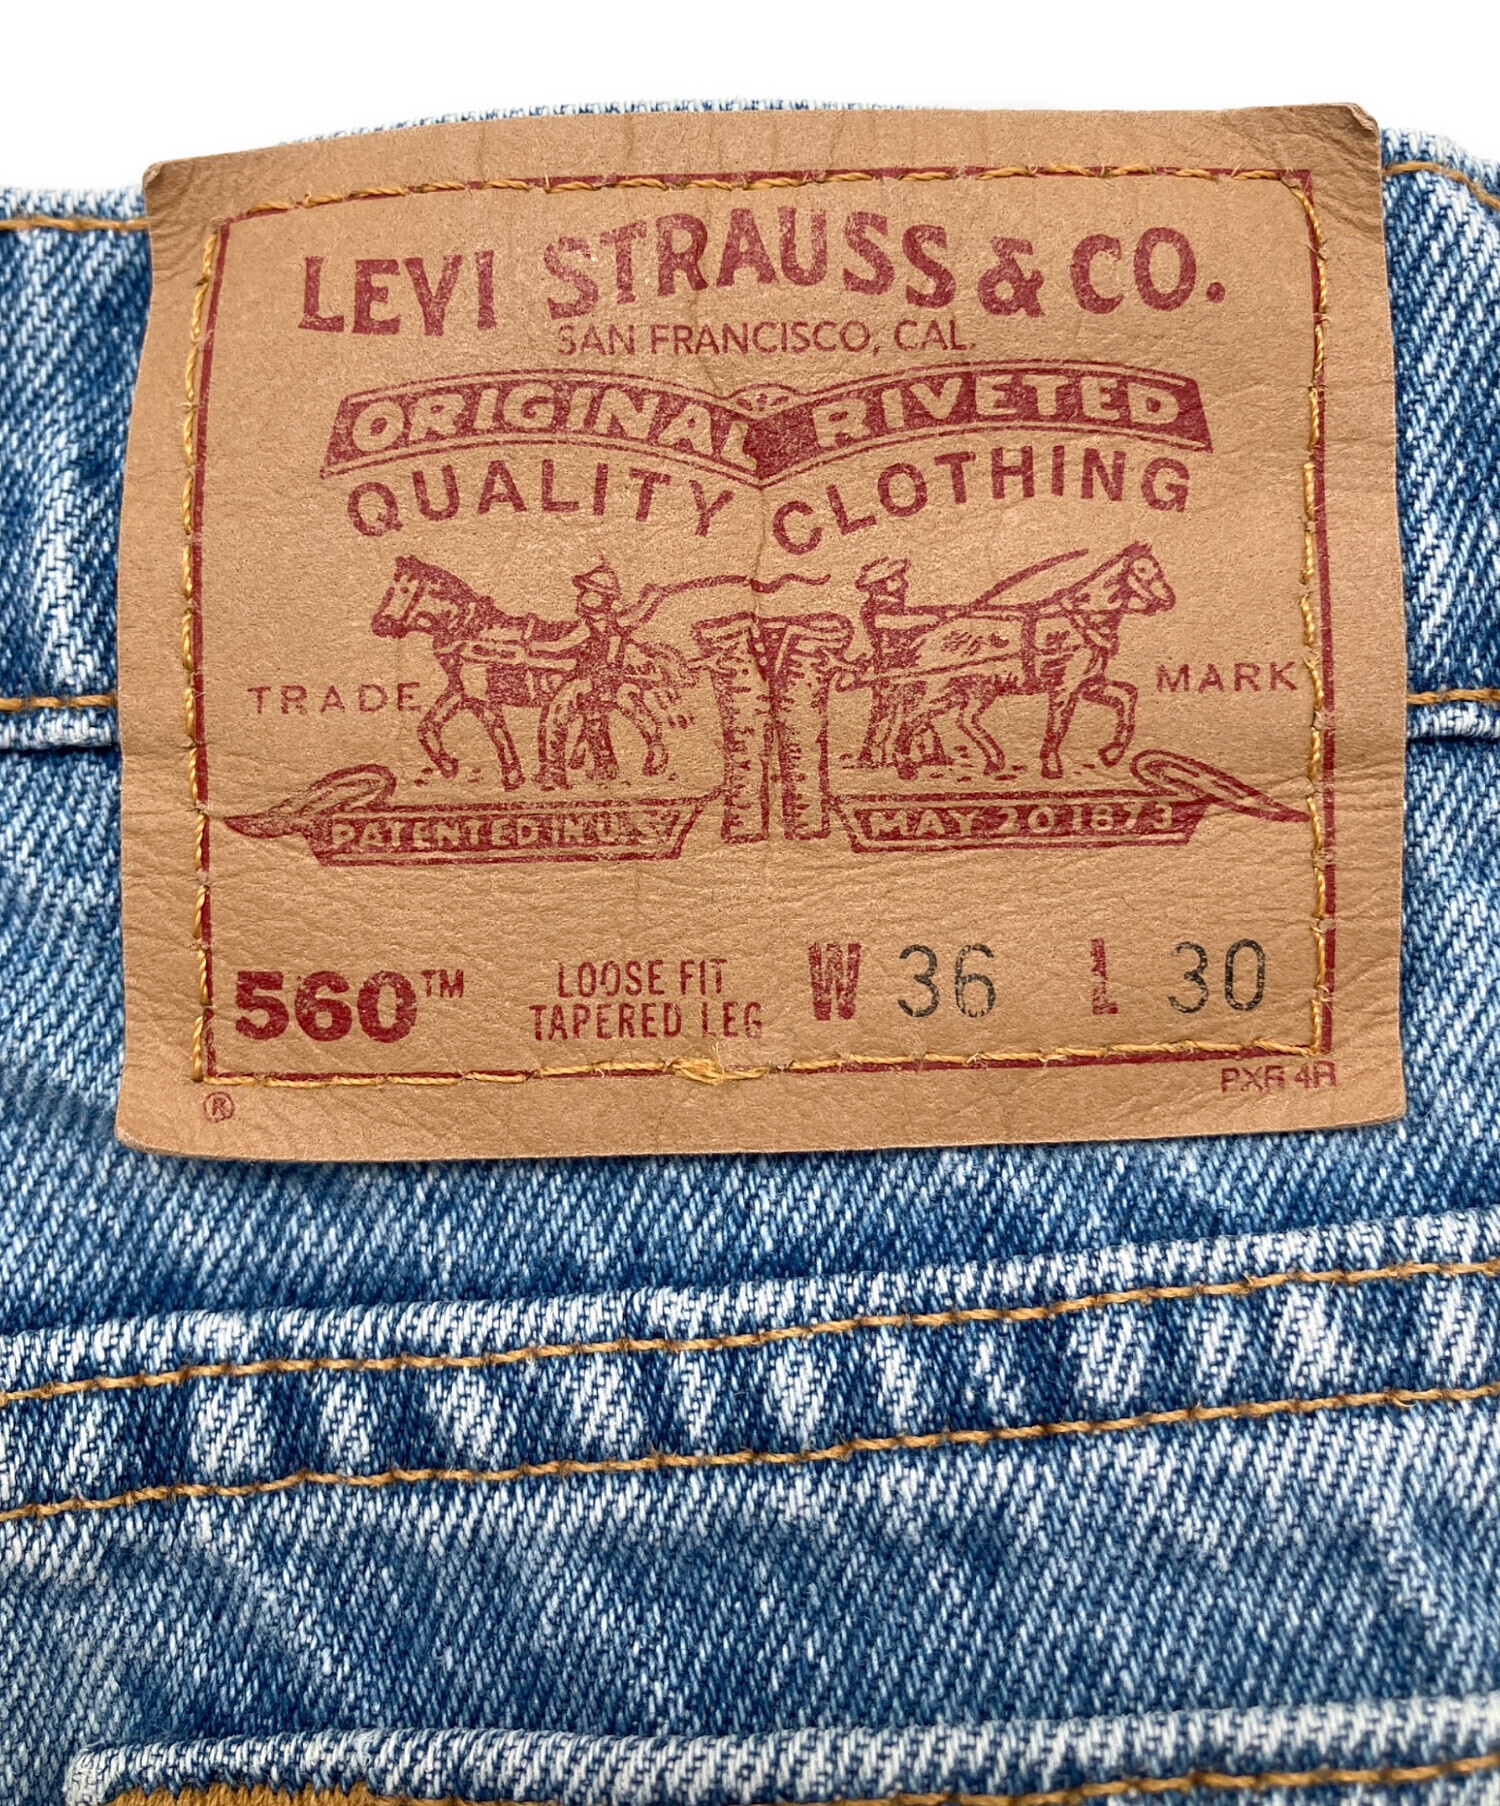 LEVI STRAUSS & CO.
SAN FRANCISCO, CAL.
ORIGINAL RIVETED
QUALITY CLOTHING
TRADE MARK
PATENTED IN U.S. MAY 20 1873
560™ LOOSE FIT W 36 L 30
TAPERED LEG
® PXR 4R